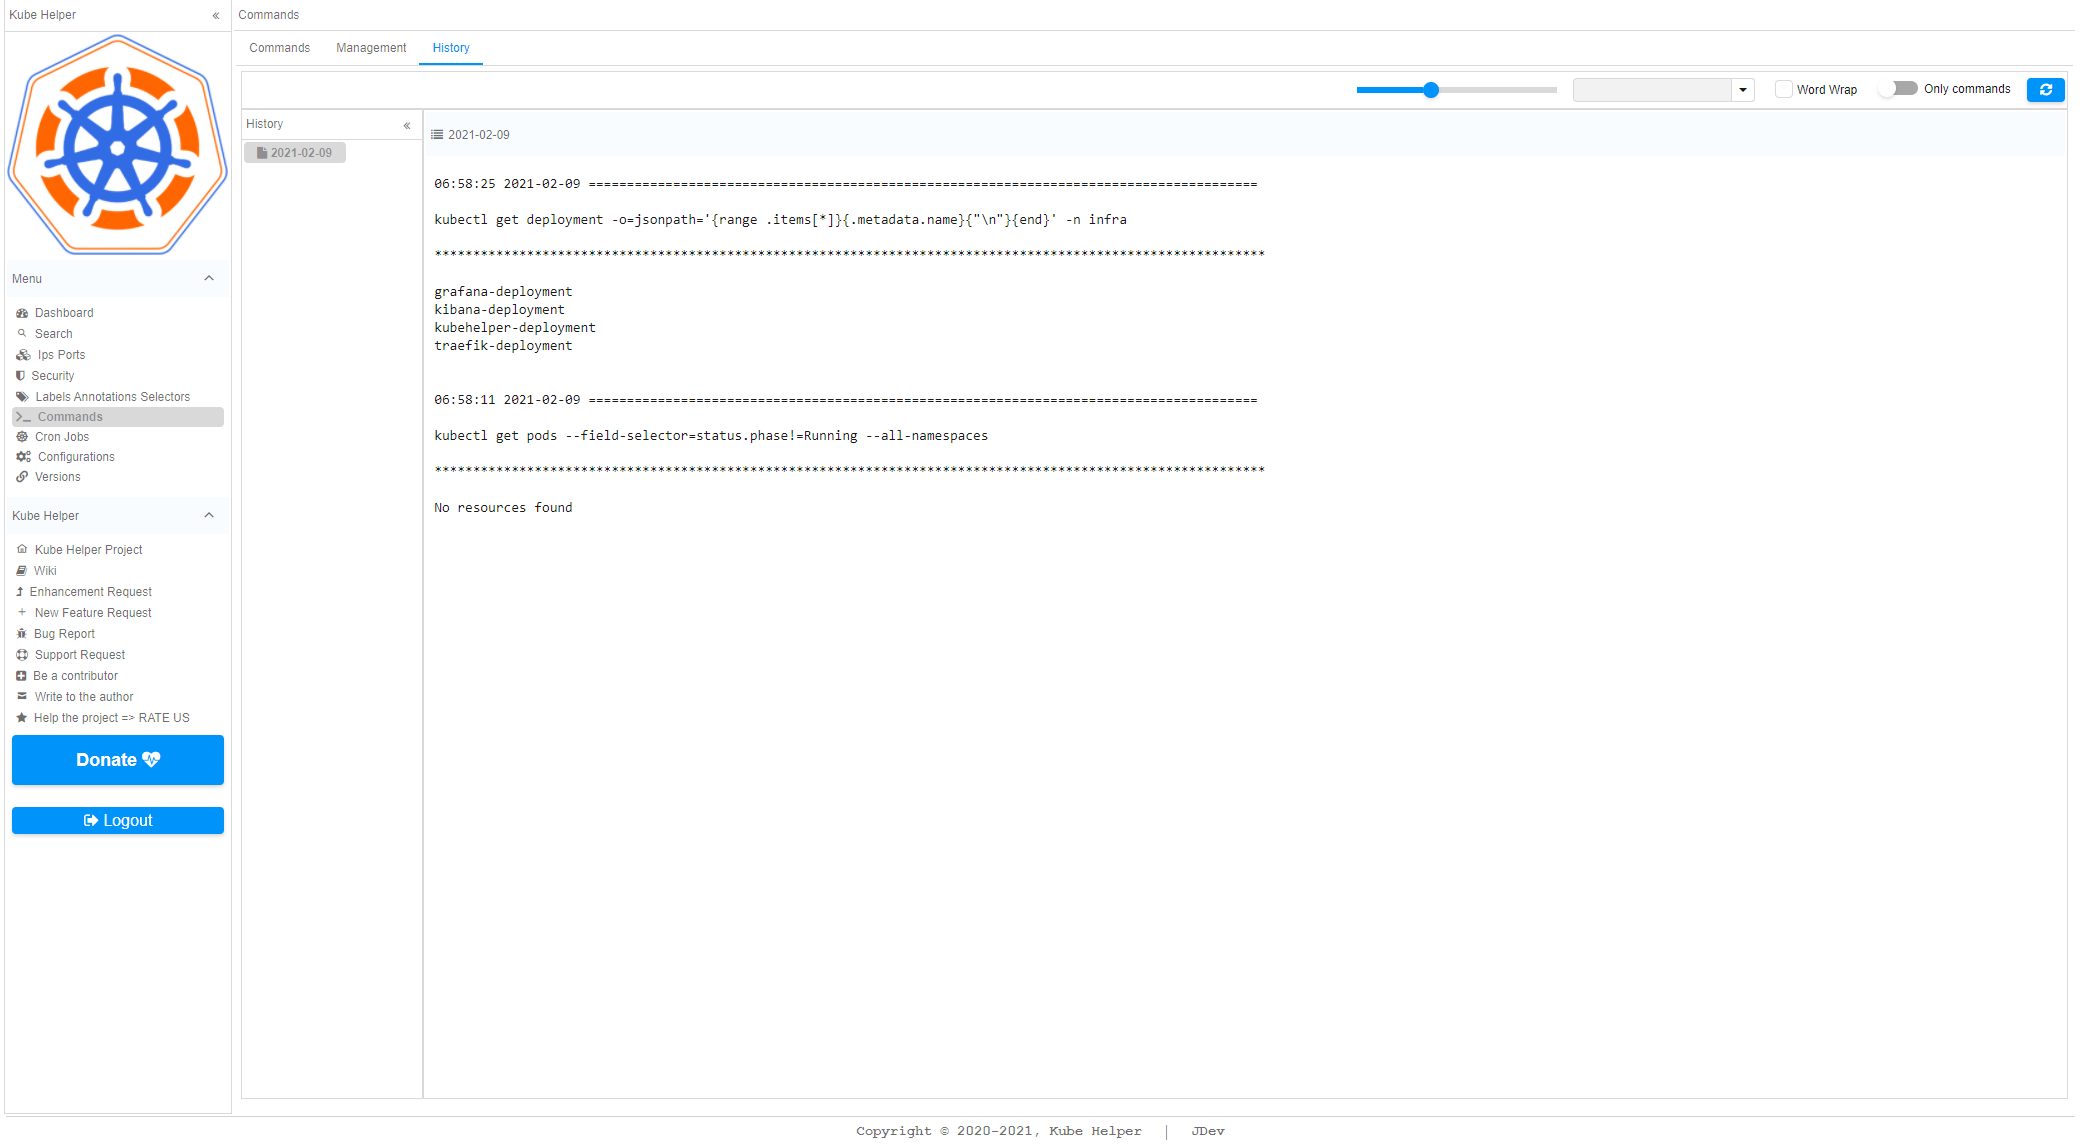 Kube Helper «
Commands
Commands Management History
Word Wrap Only commands
History «
2021-02-09
2021-02-09
06:58:25 2021-02-09 =======================================================================================
kubectl get deployment -o=jsonpath='{range .items[*]}{.metadata.name}{"\n"}{end}' -n infra
************************************************************************************************************
grafana-deployment
kibana-deployment
kubehelper-deployment
traefik-deployment
06:58:11 2021-02-09 =======================================================================================
kubectl get pods --field-selector=status.phase!=Running --all-namespaces
************************************************************************************************************
No resources found
Menu
Dashboard
Search
Ips Ports
Security
Labels Annotations Selectors
Commands
Cron Jobs
Configurations
Versions
Kube Helper
Kube Helper Project
Wiki
Enhancement Request
New Feature Request
Bug Report
Support Request
Be a contributor
Write to the author
Help the project => RATE US
Donate
Logout
Copyright © 2020-2021, Kube Helper | JDev